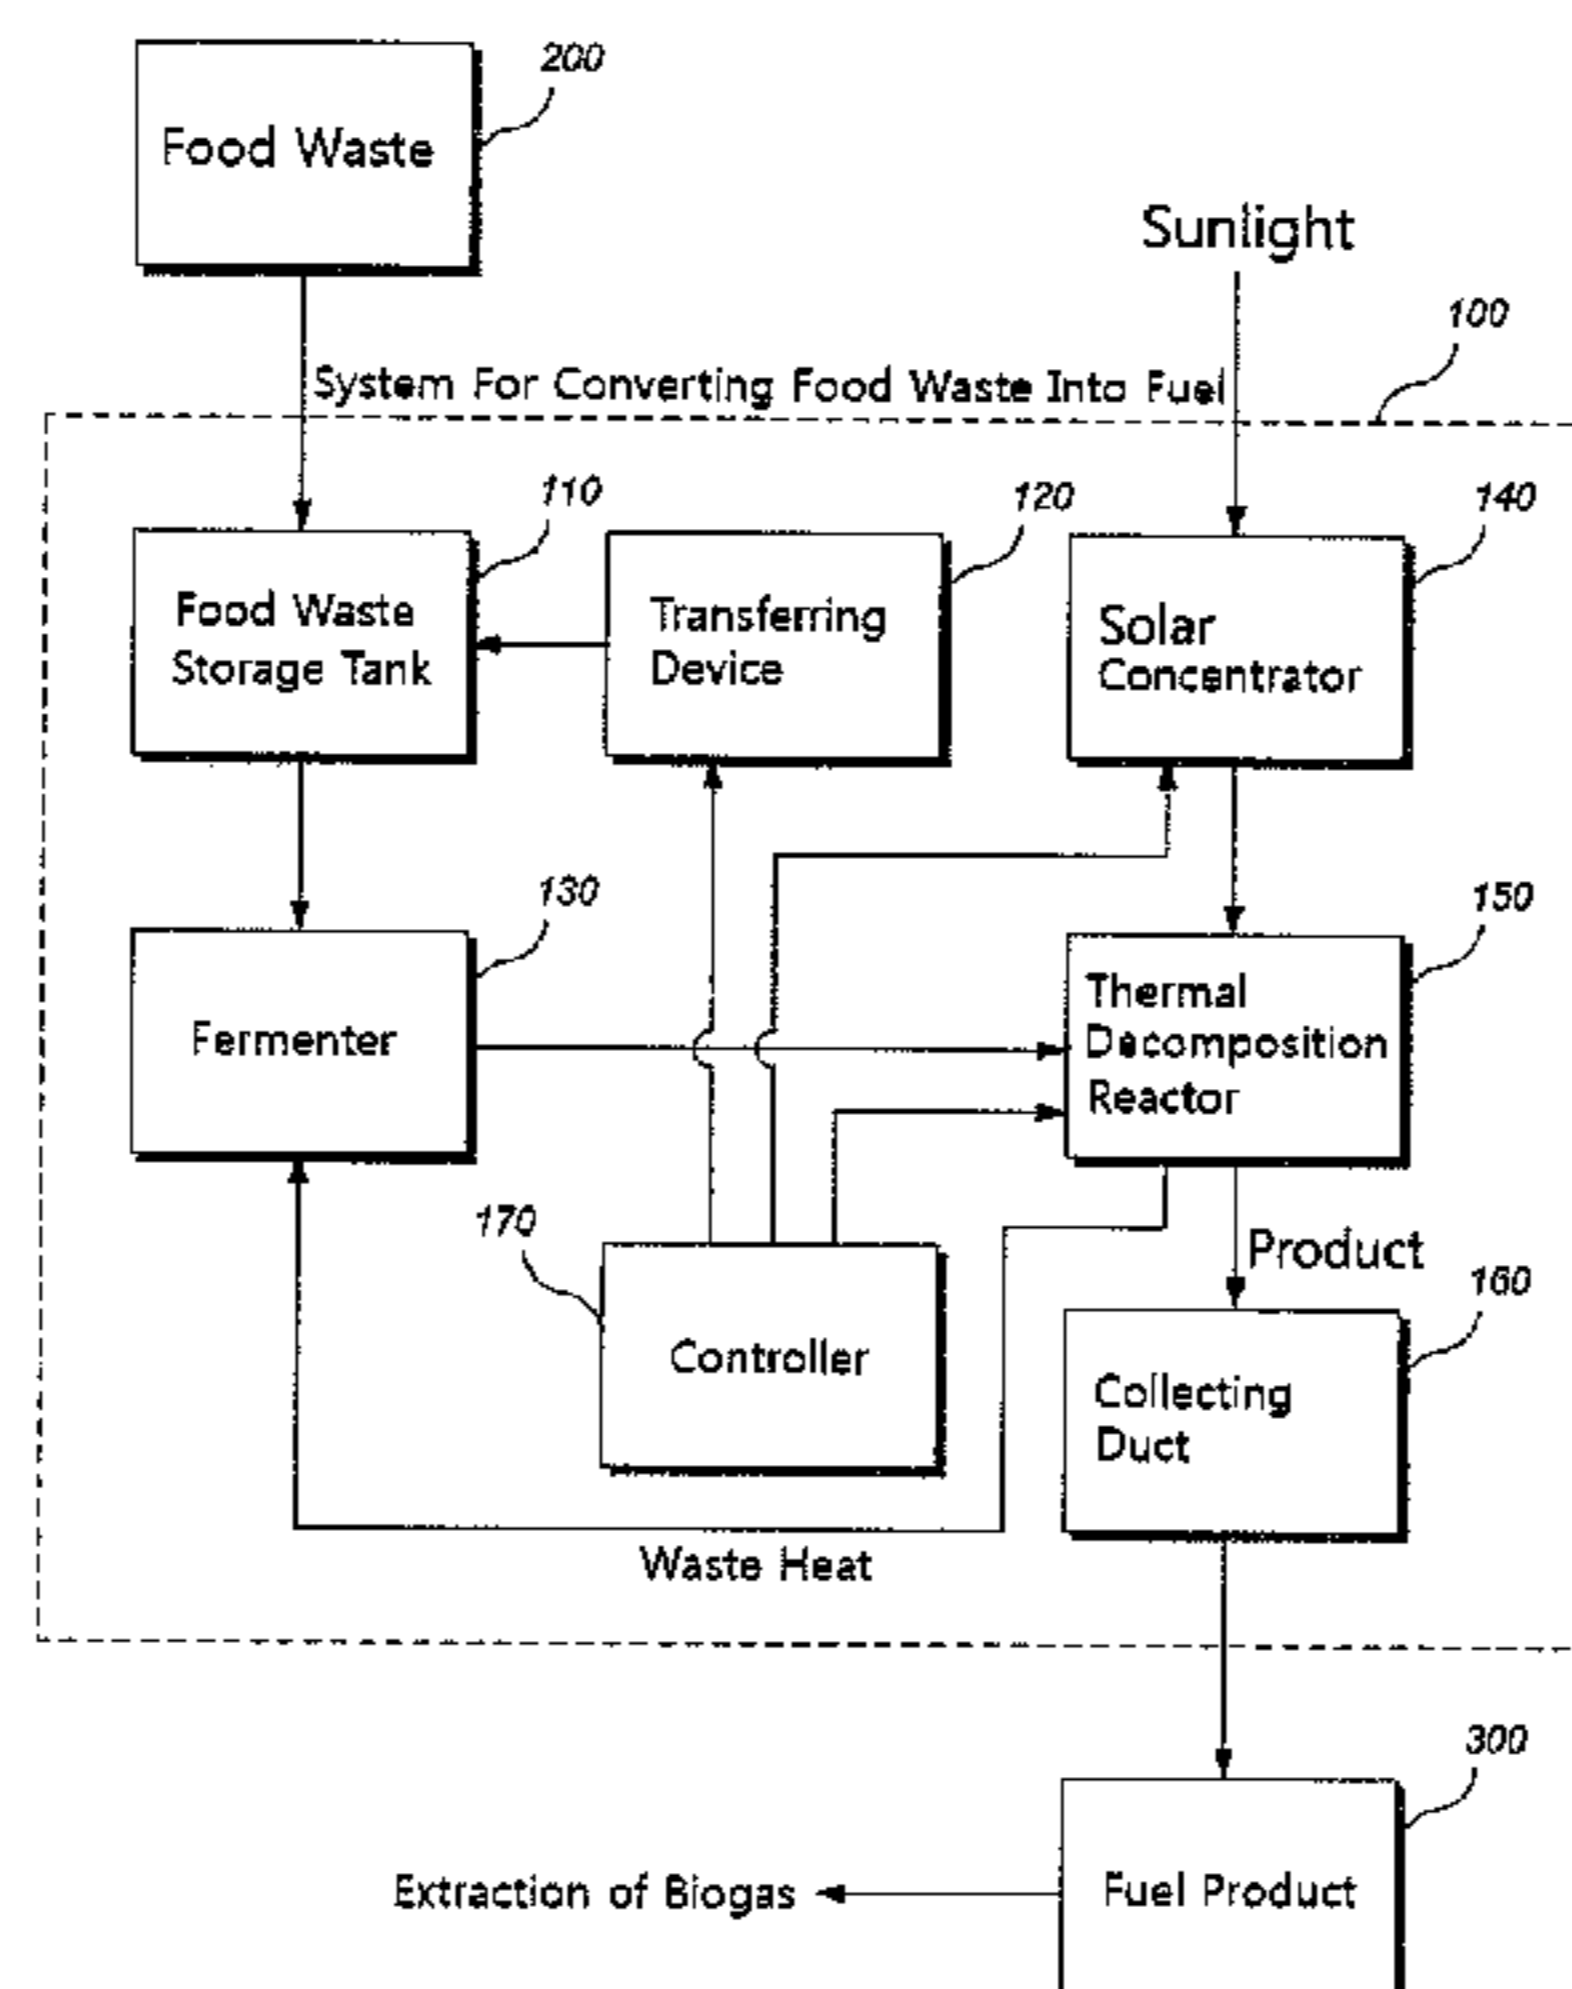 200
Food Waste
Sunlight
100
System For Converting Food Waste Into Fuel
110
120
140
Food Waste
Storage Tank
Transferring
Device
Solar
Concentrator
130
150
Fermenter
Thermal
Decomposition
Reactor
170
Product
160
Controller
Collecting
Duct
Waste Heat
300
Extraction of Biogas
Fuel Product